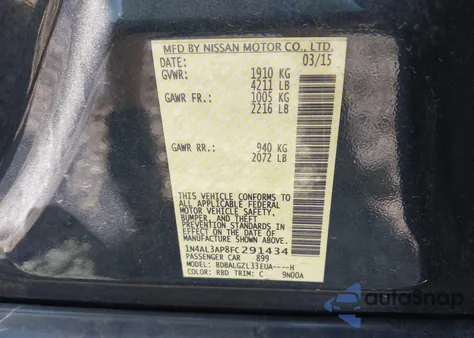 MFD BY NISSAN MOTOR CO., LTD.
DATE: 03/15
GVWR: 1910 KG
4211 LB
GAWR FR.: 1005 KG
2216 LB
GAWR RR.: 940 KG
2072 LB
THIS VEHICLE CONFORMS TO
ALL APPLICABLE FEDERAL
MOTOR VEHICLE SAFETY,
BUMPER, AND THEFT
PREVENTION STANDARDS
IN EFFECT ON THE DATE OF
MANUFACTURE SHOWN ABOVE.
1N4AL3AP8FC291434
PASSENGER CAR 899
MODEL: BDBALGZL33EUA----H
COLOR: RBD TRIM: C 9N00A
autoSnap